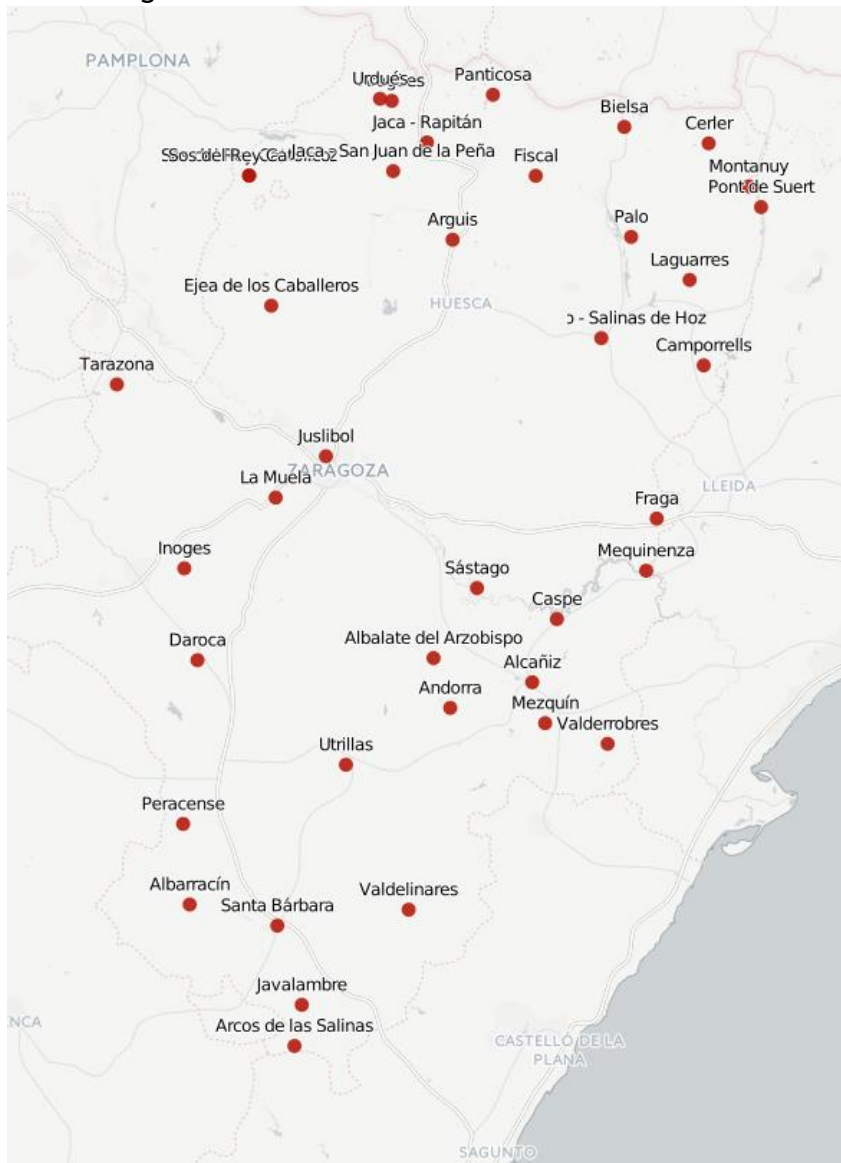 PAMPLONA
Urdués
Panticosa
Bielsa
Jaca - Rapitán
Cerler
Jaca - San Juan de la Peña
Fiscal
Montanuy
Pont de Suert
Arguis
Palo
Laguarres
Ejea de los Caballeros
HUESCA
o - Salinas de Hoz
Camporrells
Tarazona
Juslibol
ZARAGOZA
La Muela
LLEIDA
Fraga
Inoges
Mequinenza
Sástago
Caspe
Daroca
Albalate del Arzobispo
Alcañiz
Andorra
Mezquín
Valderrobres
Utrillas
Peracense
Albarracín
Valdelinares
Santa Bárbara
Javalambre
ENCA
Arcos de las Salinas
CASTELLÓ DE LA
PLANA
SAGUNTO